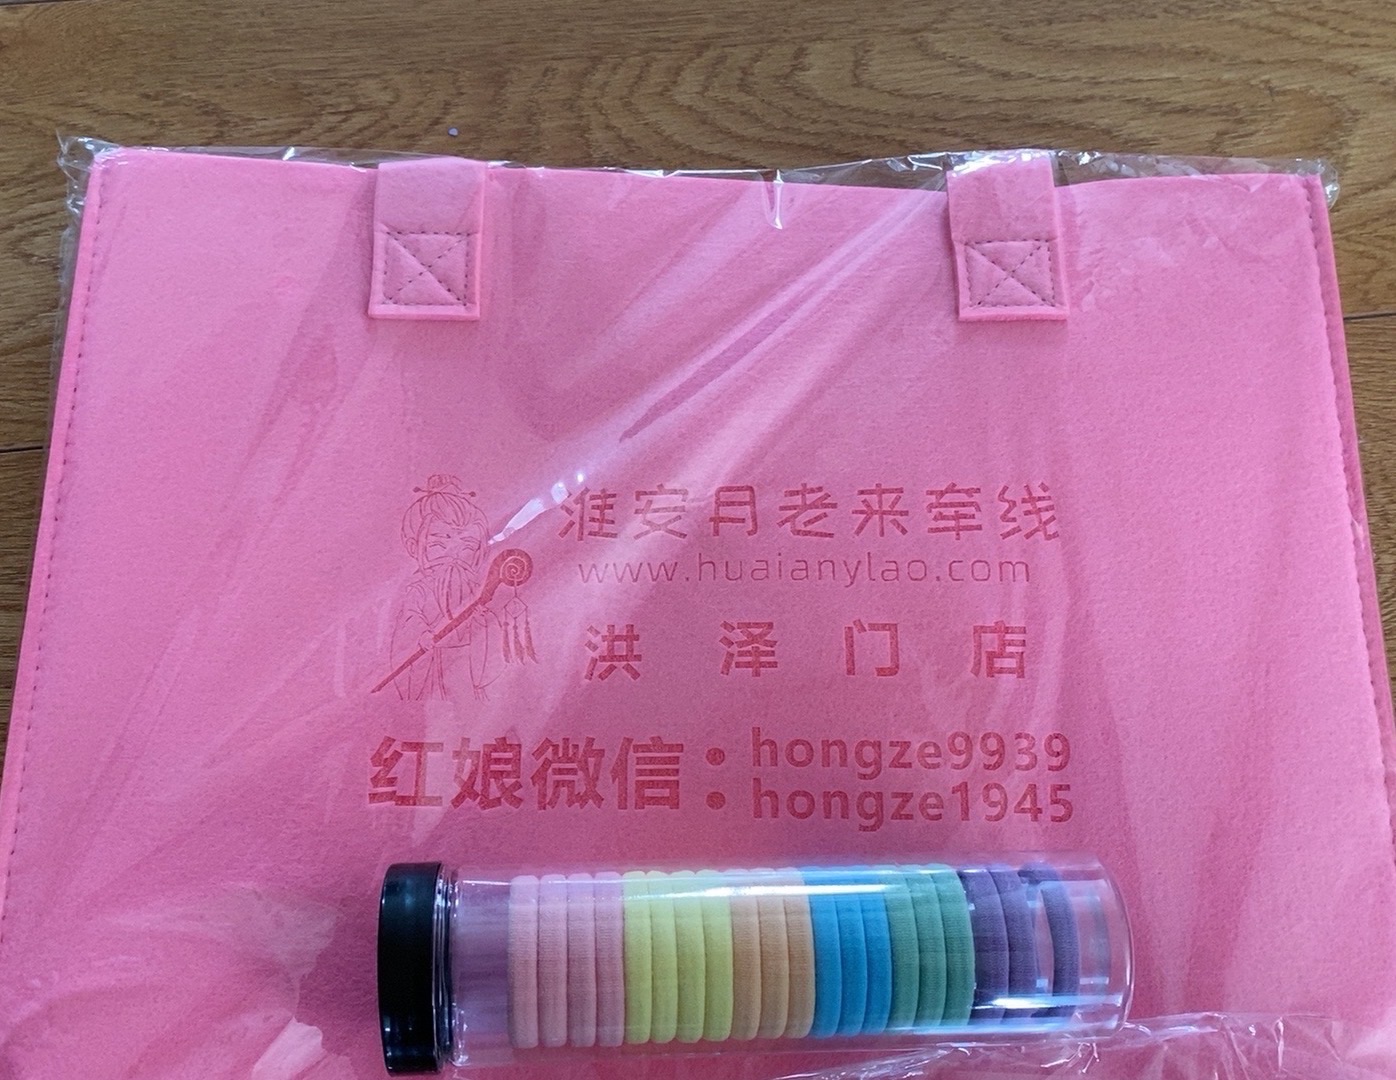 淮安月老来牵线
www.huaianylao.com
洪泽门店
红娘微信：hongze9939
hongze1945